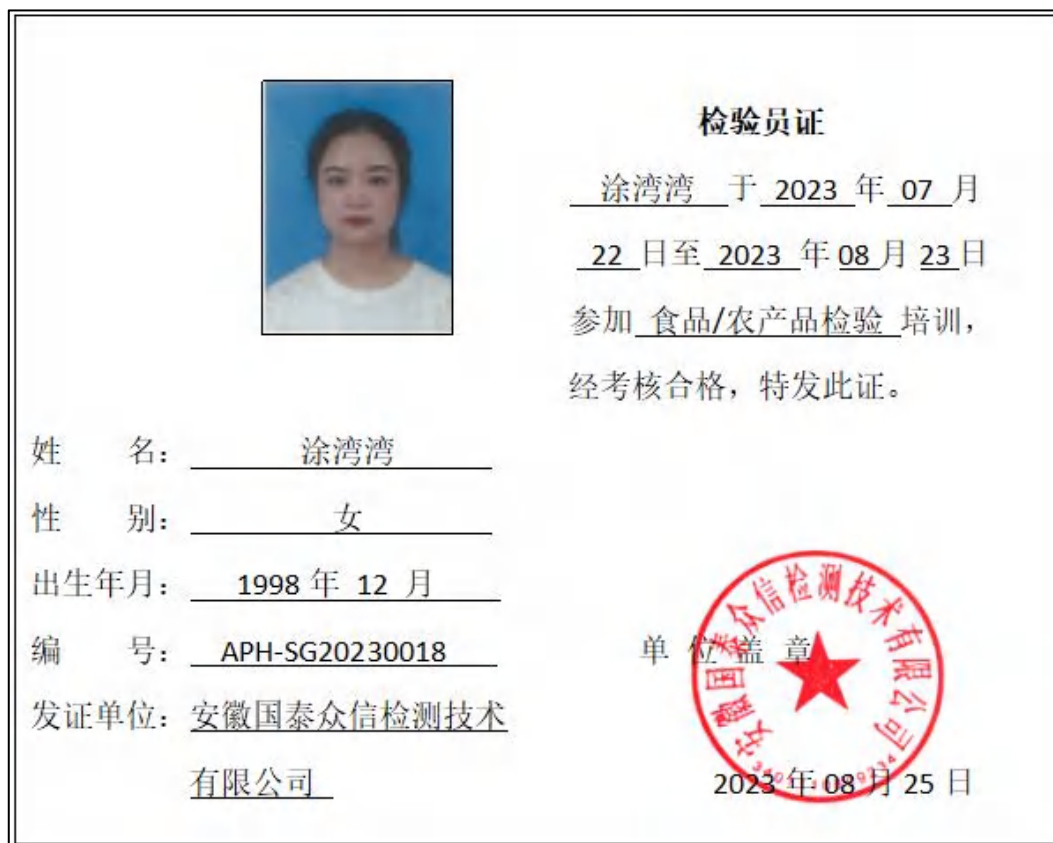 检验员证
涂湾湾 于 2023 年 07 月
22 日至 2023 年 08 月 23 日
参加 食品/农产品检验 培训，
经考核合格，特发此证。
姓 名： 涂湾湾
性 别： 女
出生年月： 1998 年 12 月
编 号： APH-SG20230018
发证单位：安徽国泰众信检测技术
有限公司
单 位 盖 章
安徽国泰众信检测技术有限公司
2023 年 08 月 25 日